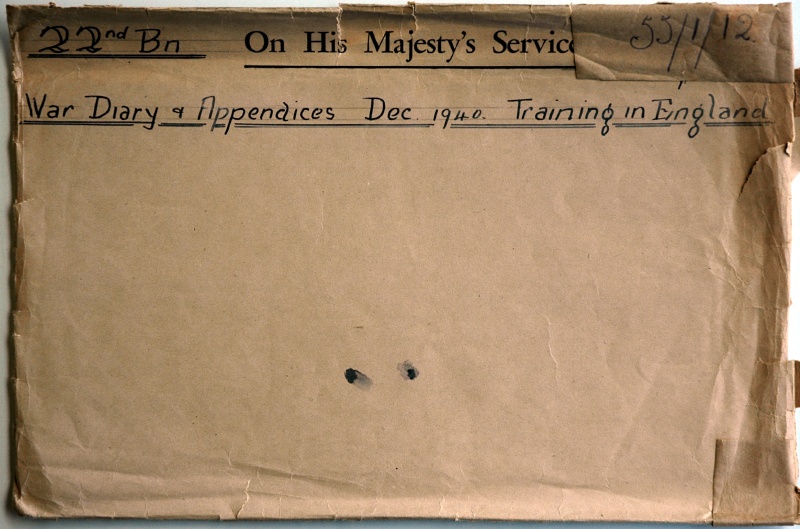 22nd Bn On His Majesty's Service 55/1/12.
War Diary & Appendices Dec. 1940. Training in England